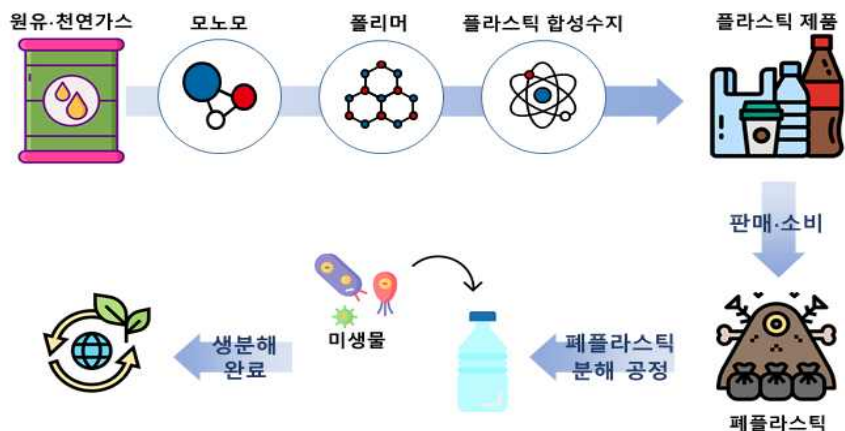 원유·천연가스
모노모
폴리머
플라스틱 합성수지
플라스틱 제품
판매·소비
미생물
생분해
완료
폐플라스틱
분해 공정
폐플라스틱